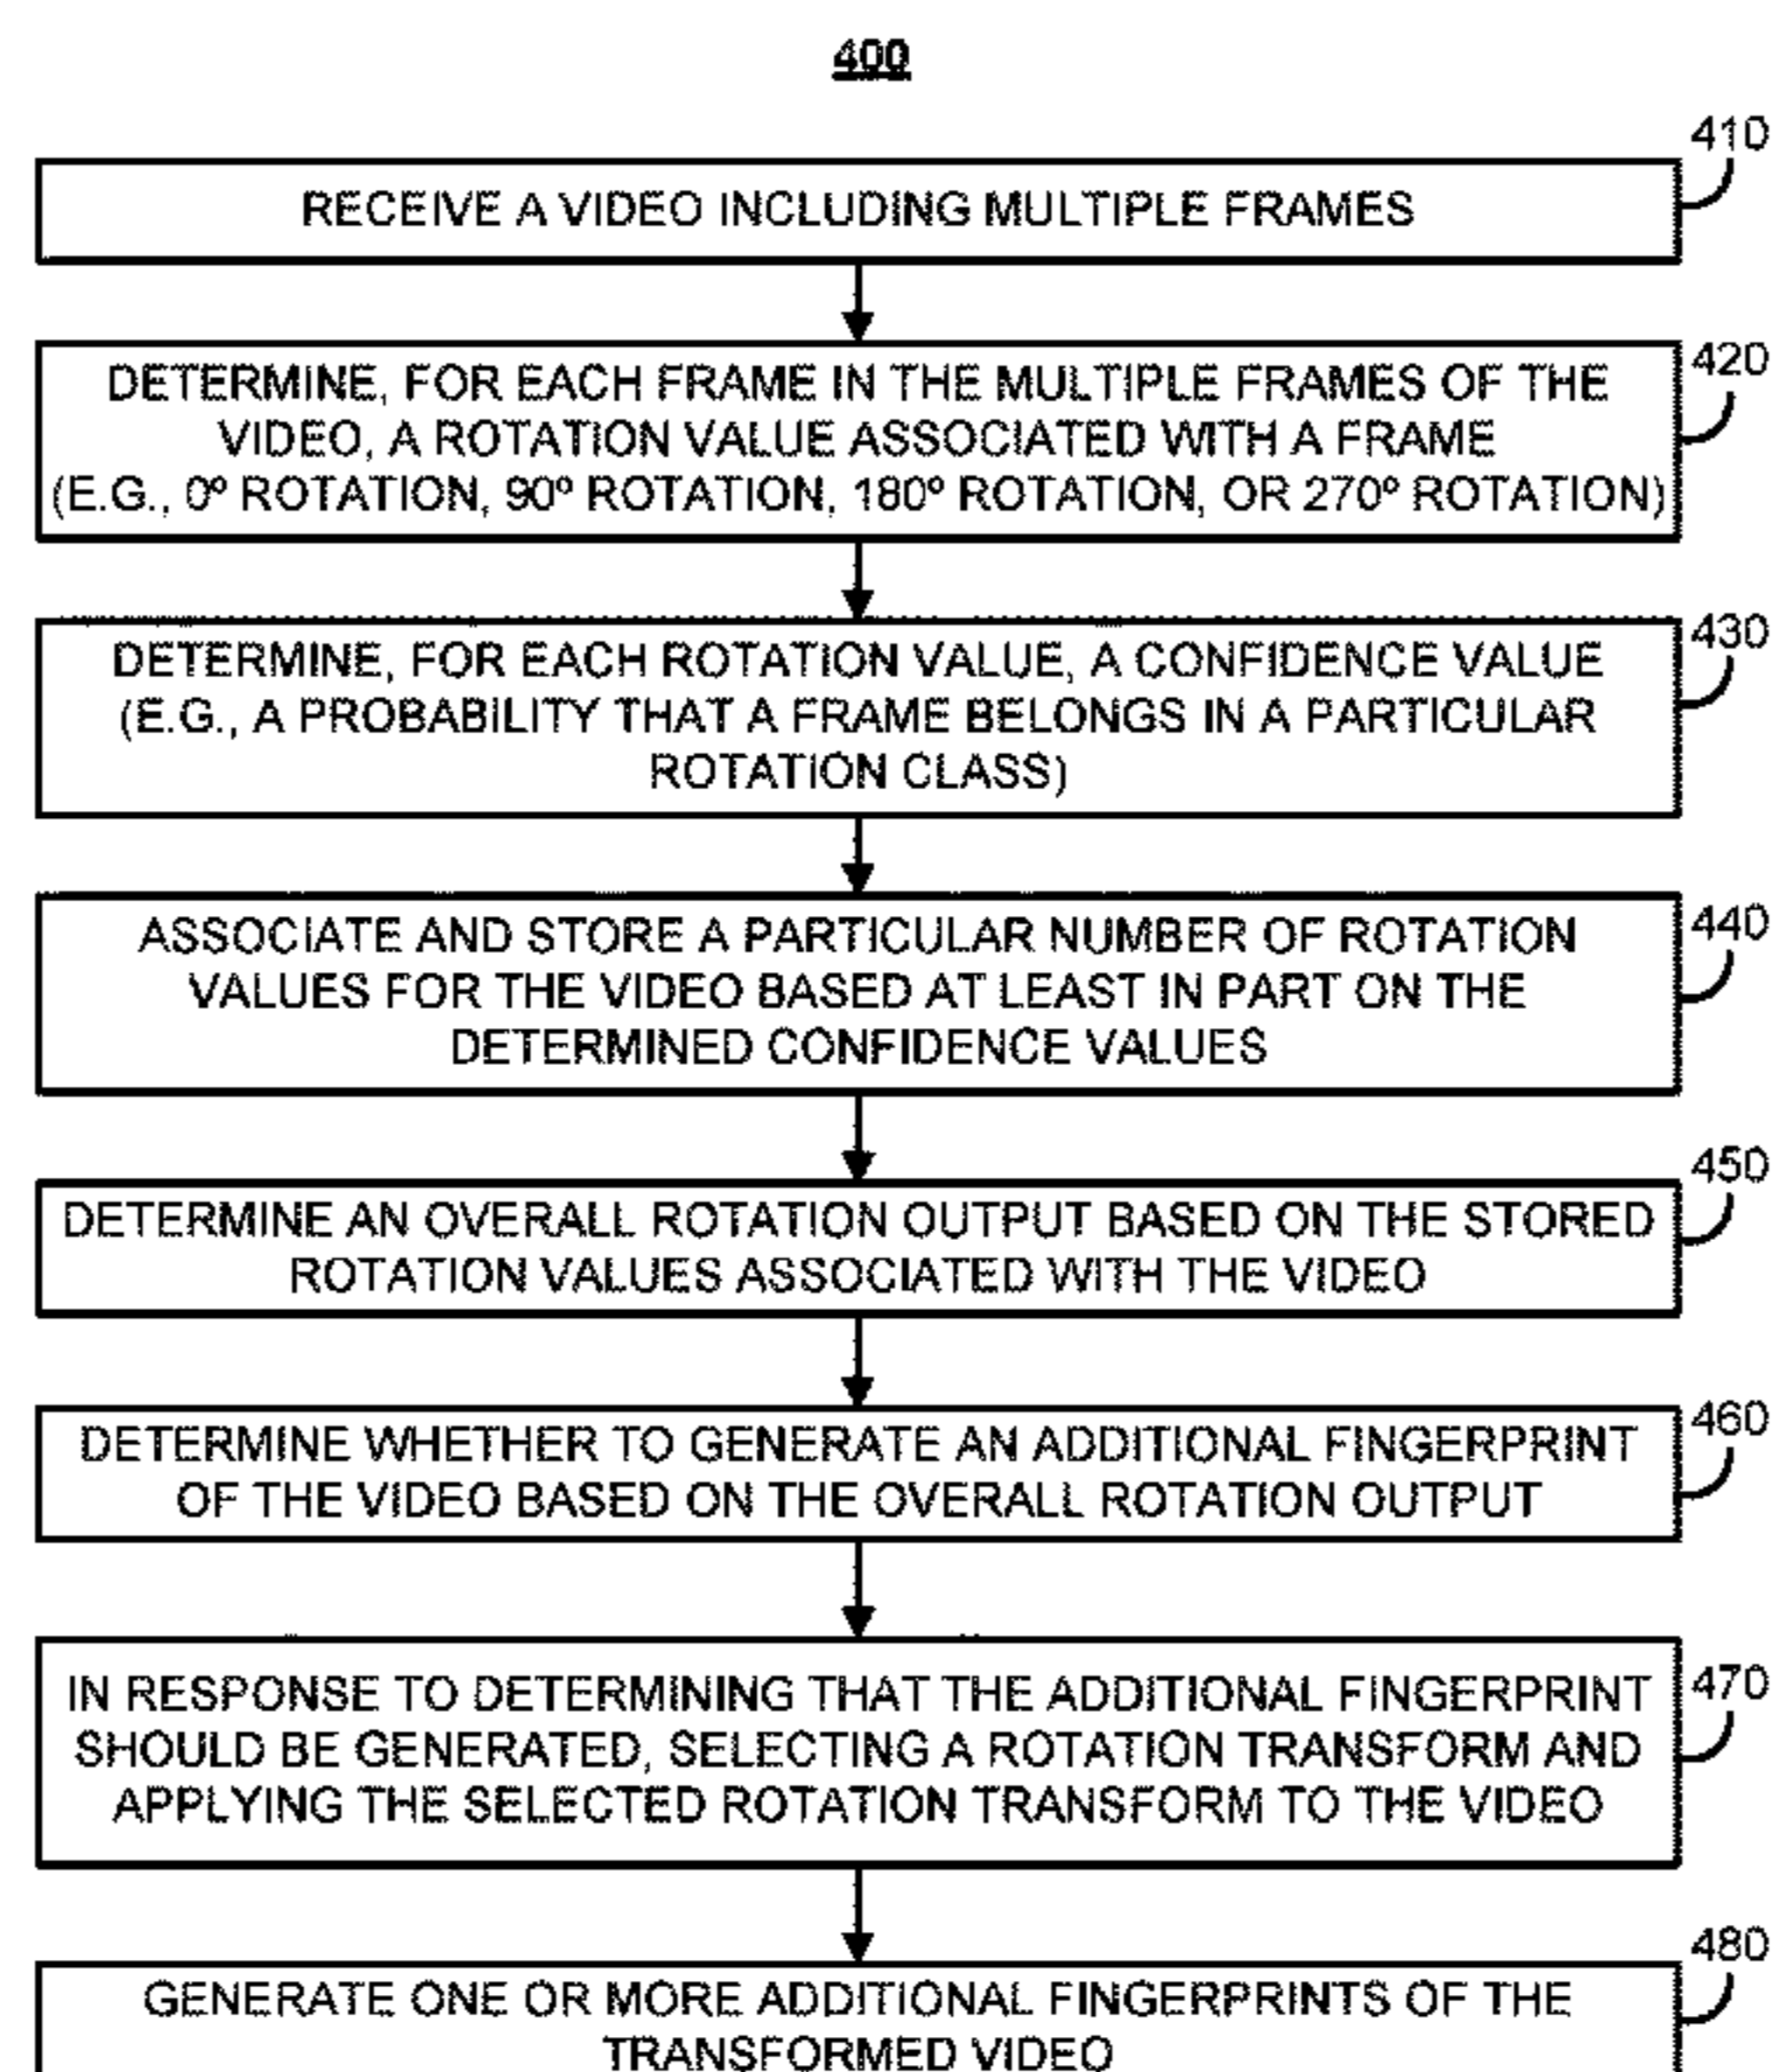 400
410
RECEIVE A VIDEO INCLUDING MULTIPLE FRAMES
420
DETERMINE, FOR EACH FRAME IN THE MULTIPLE FRAMES OF THE
VIDEO, A ROTATION VALUE ASSOCIATED WITH A FRAME
(E.G., 0º ROTATION, 90º ROTATION, 180º ROTATION, OR 270º ROTATION)
430
DETERMINE, FOR EACH ROTATION VALUE, A CONFIDENCE VALUE
(E.G., A PROBABILITY THAT A FRAME BELONGS IN A PARTICULAR
ROTATION CLASS)
440
ASSOCIATE AND STORE A PARTICULAR NUMBER OF ROTATION
VALUES FOR THE VIDEO BASED AT LEAST IN PART ON THE
DETERMINED CONFIDENCE VALUES
450
DETERMINE AN OVERALL ROTATION OUTPUT BASED ON THE STORED
ROTATION VALUES ASSOCIATED WITH THE VIDEO
460
DETERMINE WHETHER TO GENERATE AN ADDITIONAL FINGERPRINT
OF THE VIDEO BASED ON THE OVERALL ROTATION OUTPUT
470
IN RESPONSE TO DETERMINING THAT THE ADDITIONAL FINGERPRINT
SHOULD BE GENERATED, SELECTING A ROTATION TRANSFORM AND
APPLYING THE SELECTED ROTATION TRANSFORM TO THE VIDEO
480
GENERATE ONE OR MORE ADDITIONAL FINGERPRINTS OF THE
TRANSFORMED VIDEO